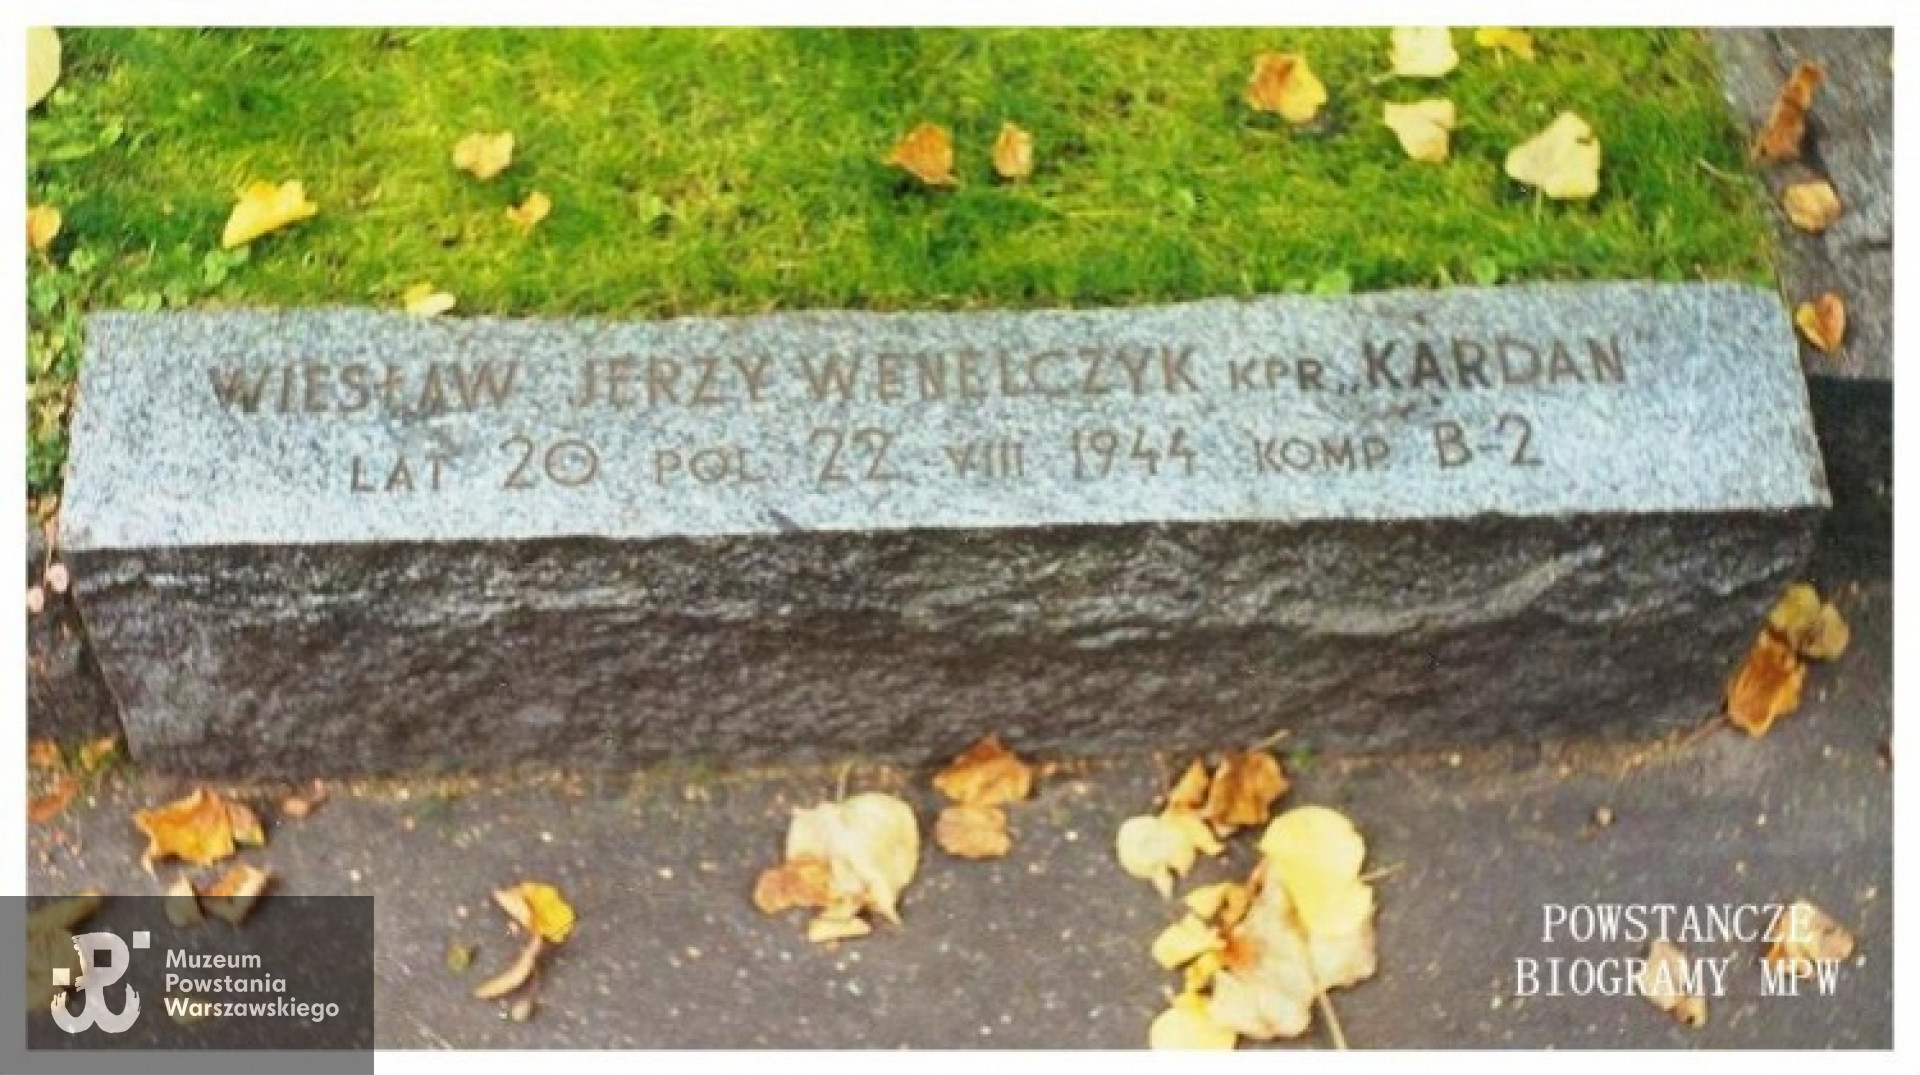 WIESŁAW JERZY WENELCZYK KPR. „KARDAN"
LAT 20 POL. 22 VIII 1944 KOMP. B-2
Muzeum
Powstania
Warszawskiego
POWSTANCZE
BIOGRAMY MPW